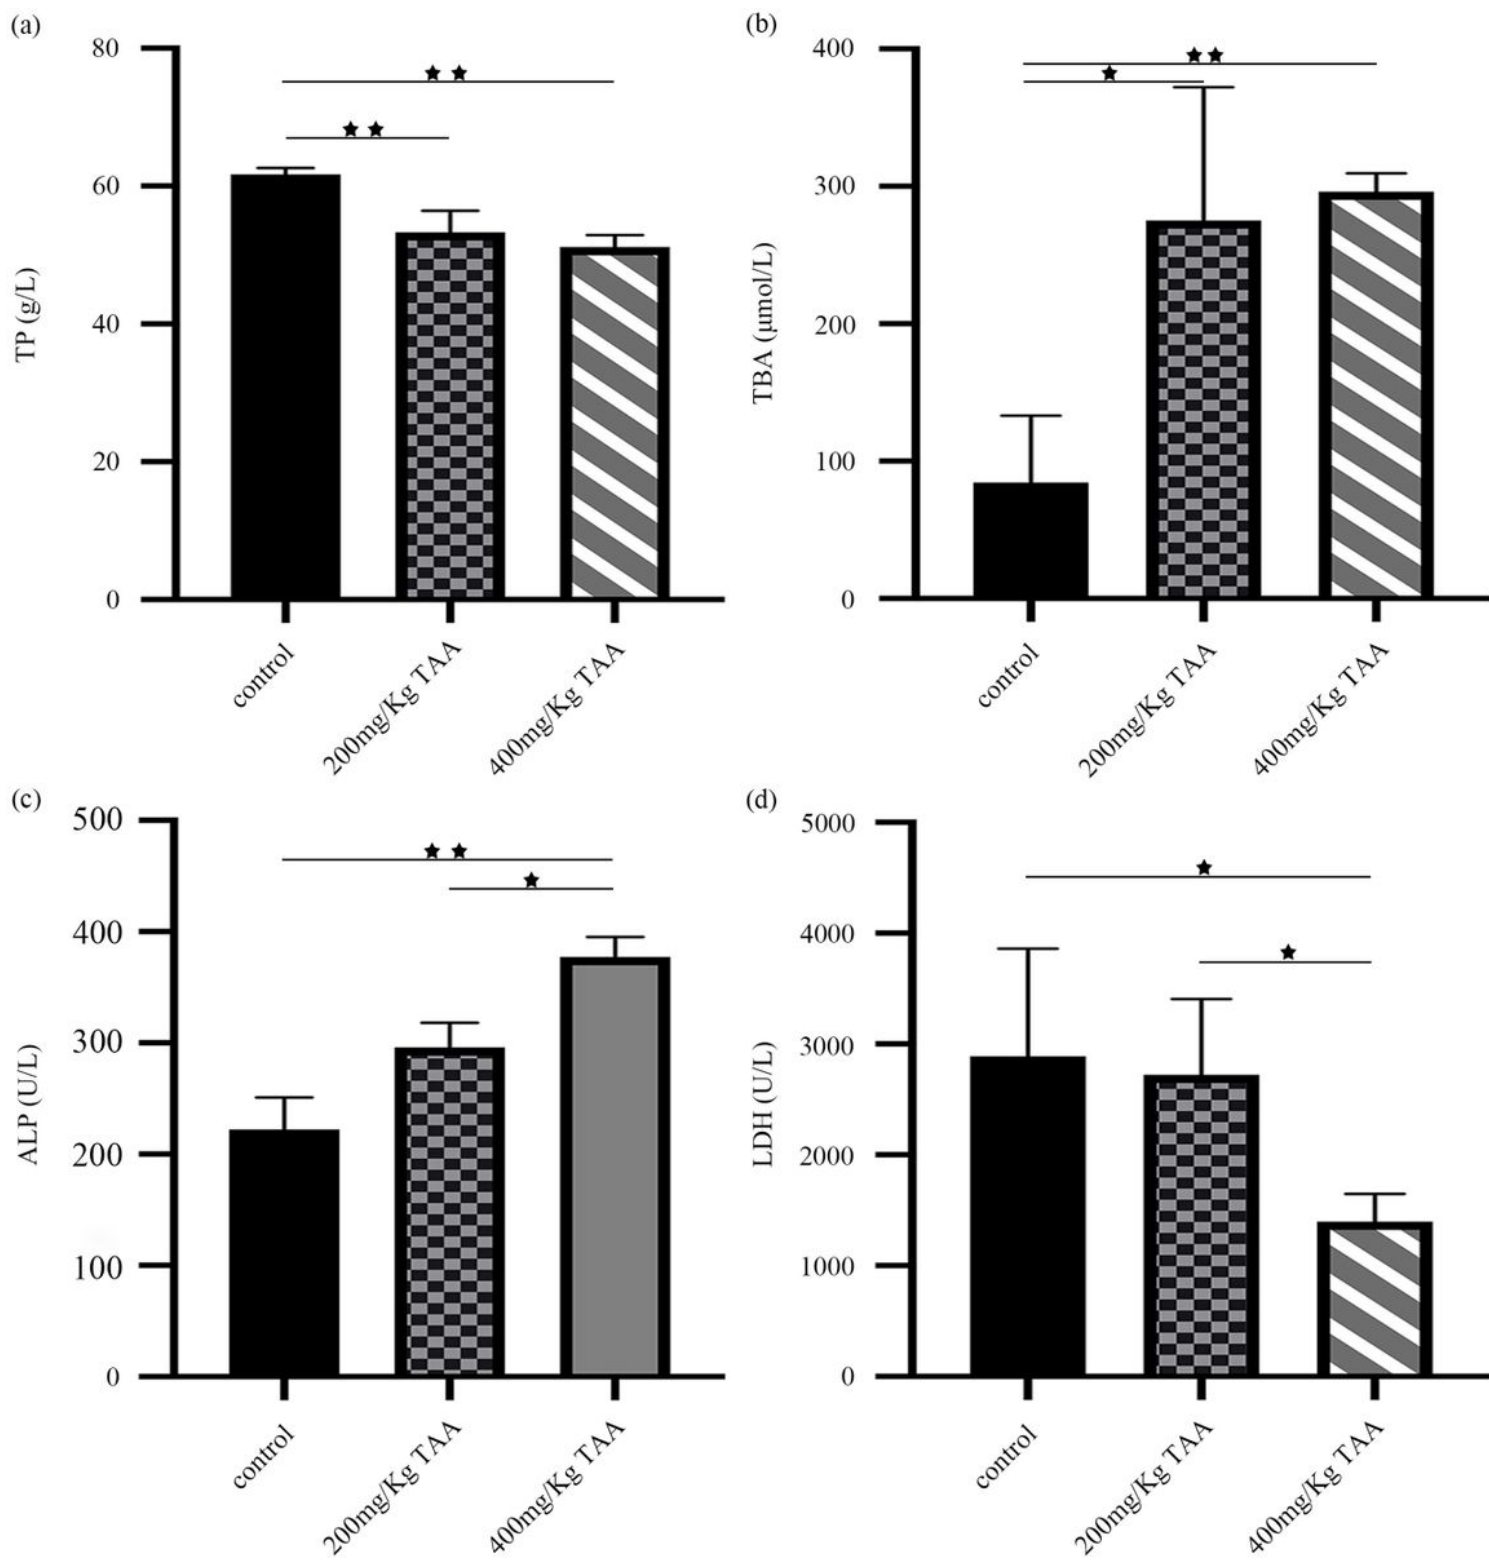 (a)
80
60
40
20
0
TP (g/L)
★ ★
★ ★
control
200mg/Kg TAA
400mg/Kg TAA
(b)
400
300
200
100
0
TBA (μmol/L)
★ ★
★
control
200mg/Kg TAA
400mg/Kg TAA
(c)
500
400
300
200
100
0
ALP (U/L)
★ ★
★
control
200mg/Kg TAA
400mg/Kg TAA
(d)
5000
4000
3000
2000
1000
0
LDH (U/L)
★
★
control
200mg/Kg TAA
400mg/Kg TAA